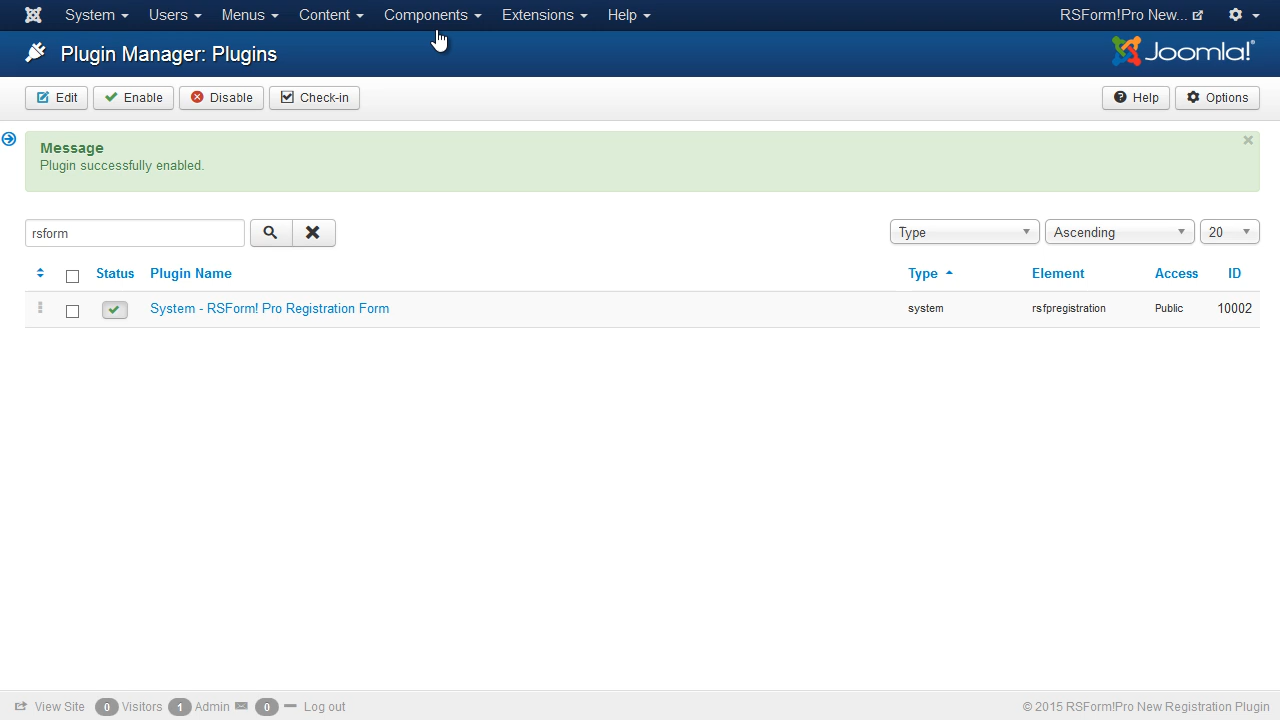 System Users Menus Content Components Extensions Help RSForm!Pro New...
Plugin Manager: Plugins Joomla!®
Edit Enable Disable Check-in Help Options
Message
Plugin successfully enabled.
rsform Type Ascending 20
Status Plugin Name Type Element Access ID
System - RSForm! Pro Registration Form system rsfpregistration Public 10002
View Site 0 Visitors 1 Admin 0 Log out © 2015 RSForm!Pro New Registration Plugin